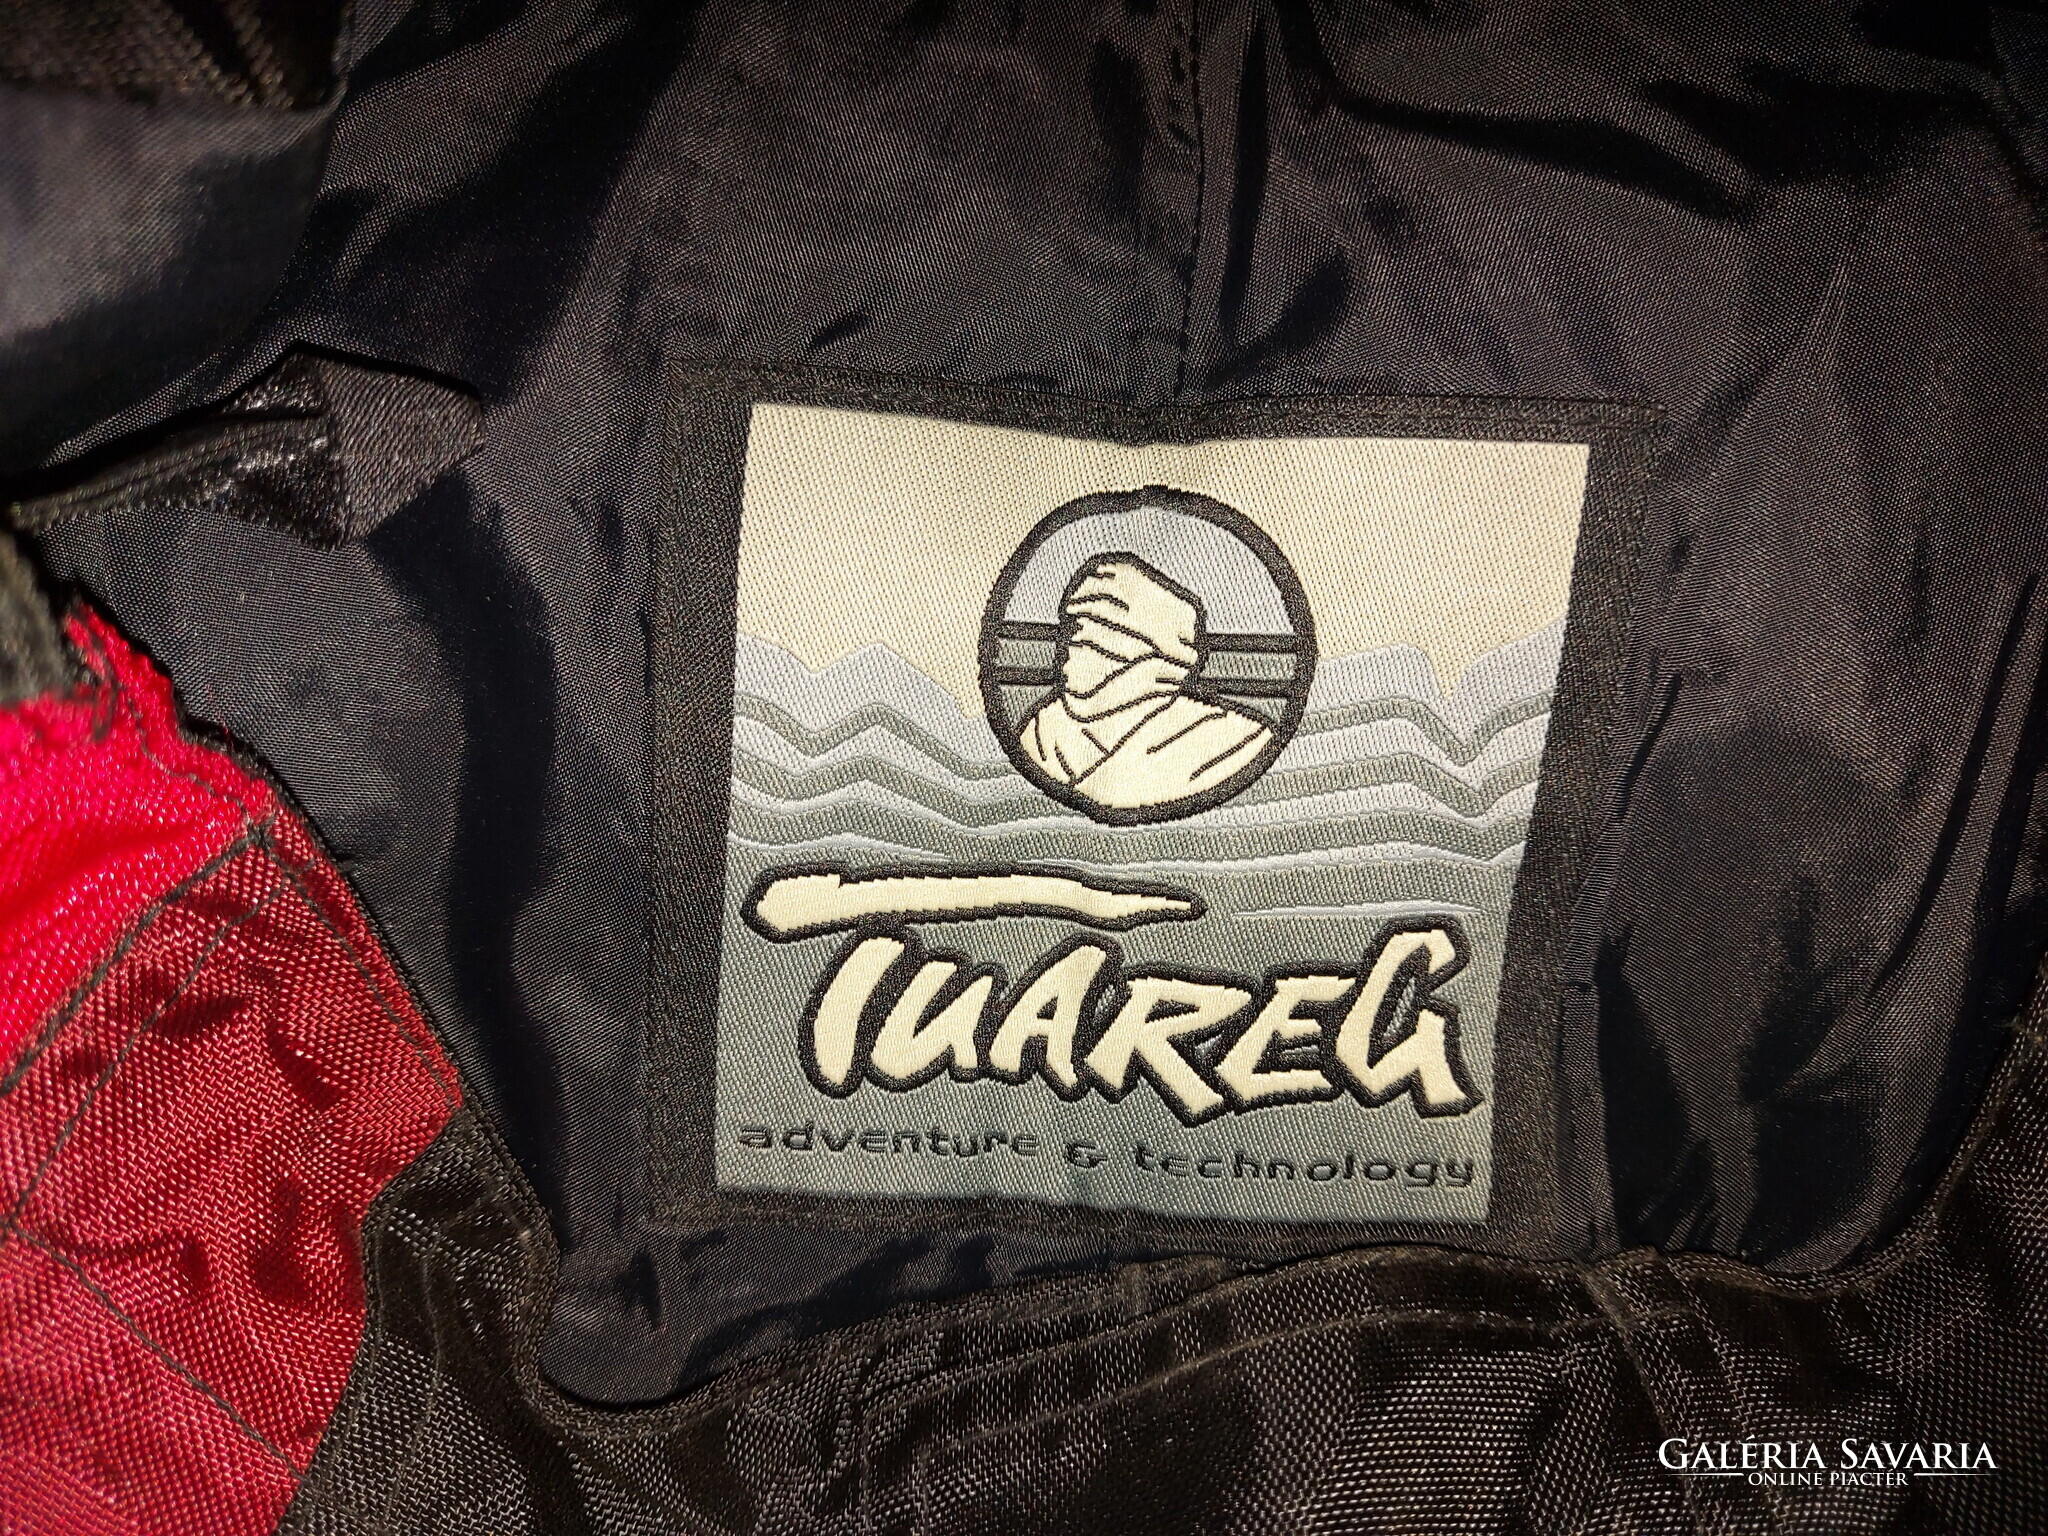 TUAREG
adventure & technology
GALÉRIA SAVARIA
ONLINE PIACTÉR